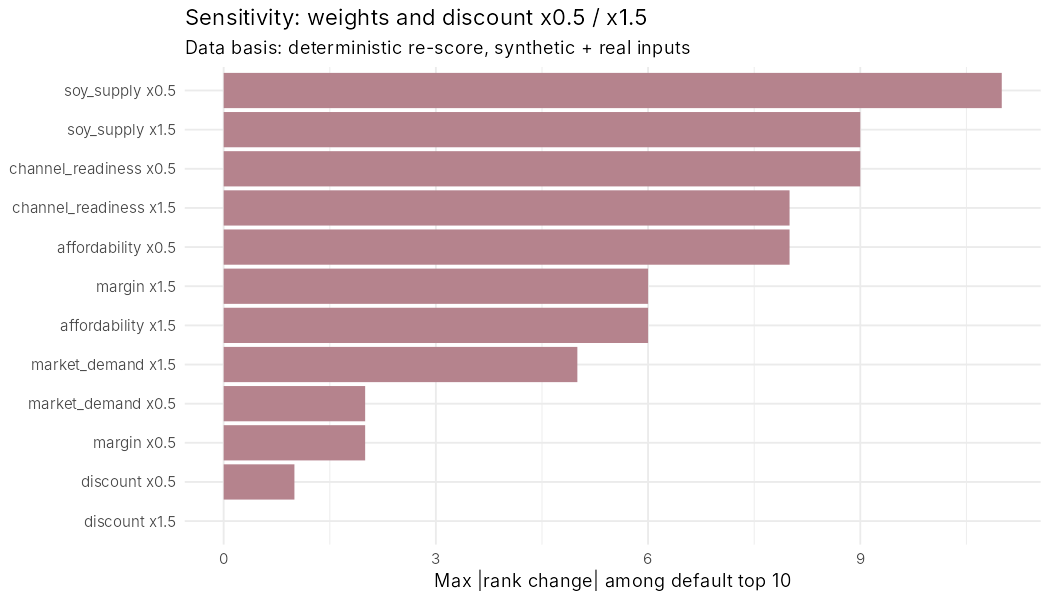 Sensitivity: weights and discount x0.5 / x1.5
Data basis: deterministic re-score, synthetic + real inputs
soy_supply x0.5
soy_supply x1.5
channel_readiness x0.5
channel_readiness x1.5
affordability x0.5
margin x1.5
affordability x1.5
market_demand x1.5
market_demand x0.5
margin x0.5
discount x0.5
discount x1.5
0 3 6 9
Max |rank change| among default top 10